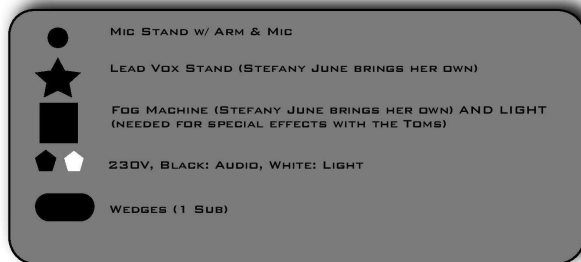 Mic Stand w/ Arm & Mic
Lead Vox Stand (Stefany June brings her own)
Fog Machine (Stefany June brings her own) AND LIGHT
(needed for special effects with the Toms)
230V, Black: Audio, White: Light
Wedges (1 Sub)